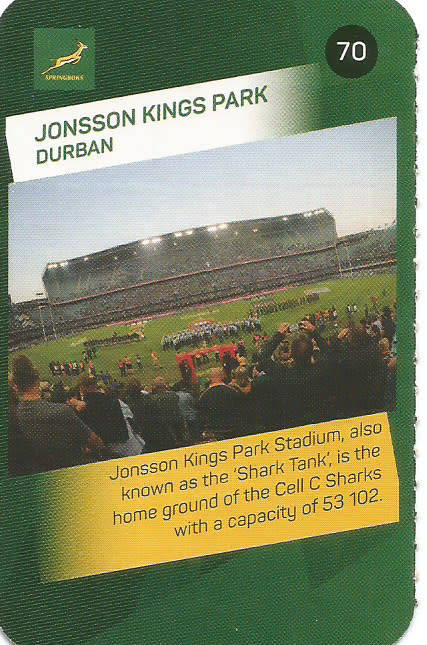 SPRINGBOKS
70
JONSSON KINGS PARK
DURBAN
Jonsson Kings Park Stadium, also
known as the ‘Shark Tank’, is the
home ground of the Cell C Sharks
with a capacity of 53 102.